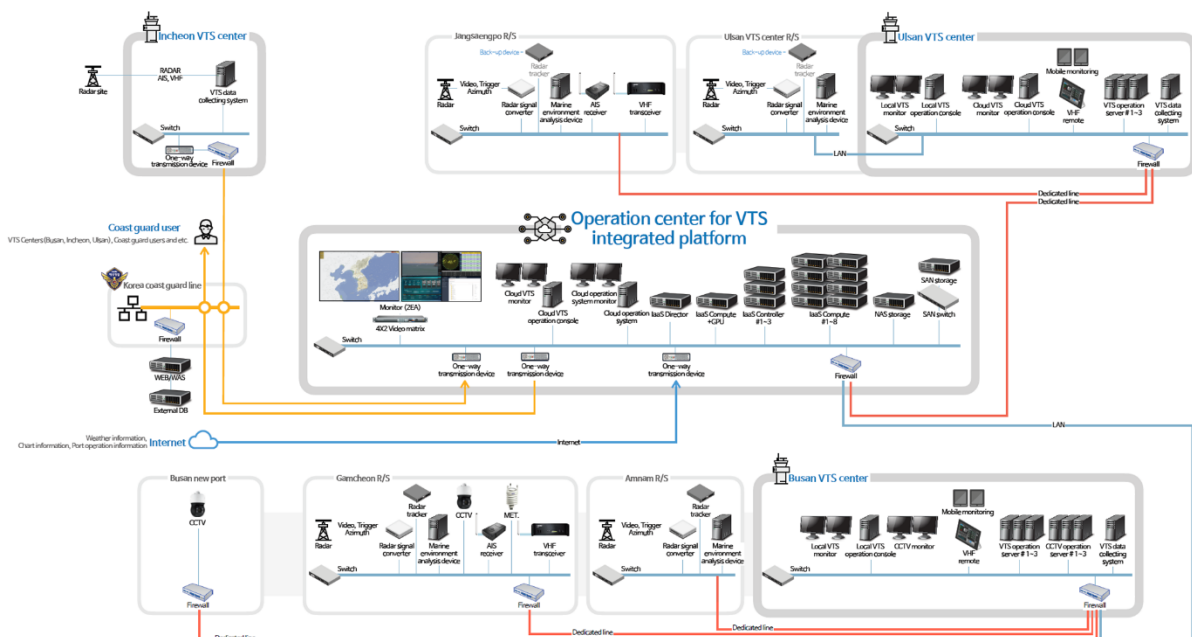 Incheon VTS center
RADAR
AIS, VHF
Radar site
VTS data
collecting system
Switch
One-way
transmission device
Firewall
Jangsaengpo R/S
Back-up device
Radar
tracker
Video, Trigger
Azimuth
Radar
Radar signal
converter
Marine
environment
analysis device
AIS
receiver
VHF
transceiver
Switch
Ulsan VTS center R/S
Back-up device
Radar
tracker
Video, Trigger
Azimuth
Radar
Radar signal
converter
Marine
environment
analysis device
Switch
LAN
Ulsan VTS center
Mobile monitoring
Local VTS
monitor
Local VTS
operation console
Cloud VTS
monitor
Cloud VTS
operation console
VHF
remote
VTS operation
server # 1~3
VTS data
collecting
system
Switch
Firewall
Dedicated line
Dedicated line
Coast guard user
VTS Centers(Busan, Incheon, Ulsan), Coast guard users and etc.
Korea coast guard line
Firewall
WEB/WAS
External DB
Weather information,
Chart information, Port operation information
Internet
Internet
Operation center for VTS
integrated platform
Monitor (2EA)
4X2 Video matrix
Cloud VTS
monitor
Cloud VTS
operation console
Cloud operation
system monitor
Cloud operation
system
IaaS Director
IaaS Compute
+GPU
IaaS Controller
#1~3
IaaS Compute
#1~8
NAS storage
SAN storage
SAN switch
Switch
One-way
transmission device
One-way
transmission device
One-way
transmission device
Firewall
LAN
Busan new port
CCTV
Firewall
Dedicated line
Gamcheon R/S
Radar
tracker
CCTV
MET.
Video, Trigger
Azimuth
Radar
Radar signal
converter
Marine
environment
analysis device
AIS
receiver
VHF
transceiver
Switch
Firewall
Dedicated line
Amnam R/S
Radar
tracker
Video, Trigger
Azimuth
Radar
Radar signal
converter
Marine
environment
analysis device
Switch
Dedicated line
Busan VTS center
Mobile monitoring
Local VTS
monitor
Local VTS
operation console
CCTV monitor
VHF
remote
VTS operation
server # 1~3
CCTV operation
server # 1~3
VTS data
collecting
system
Switch
Firewall